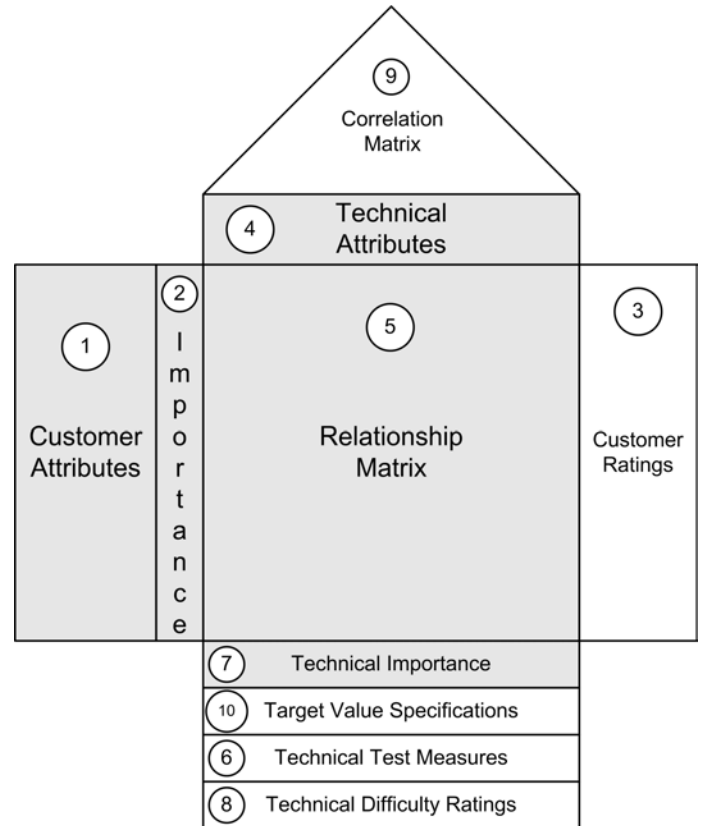 9
Correlation
Matrix
4
Technical
Attributes
1
Customer
Attributes
2
I
m
p
o
r
t
a
n
c
e
5
Relationship
Matrix
3
Customer
Ratings
7 Technical Importance
10 Target Value Specifications
6 Technical Test Measures
8 Technical Difficulty Ratings